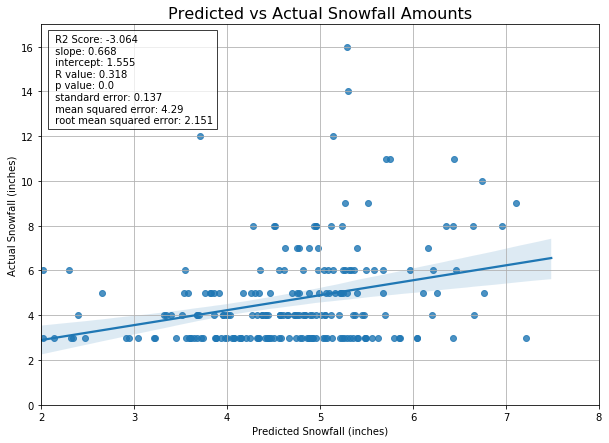 Predicted vs Actual Snowfall Amounts
R2 Score: -3.064
slope: 0.668
intercept: 1.555
R value: 0.318
p value: 0.0
standard error: 0.137
mean squared error: 4.29
root mean squared error: 2.151
Actual Snowfall (inches)
16
14
12
10
8
6
4
2
0
2 3 4 5 6 7 8
Predicted Snowfall (inches)